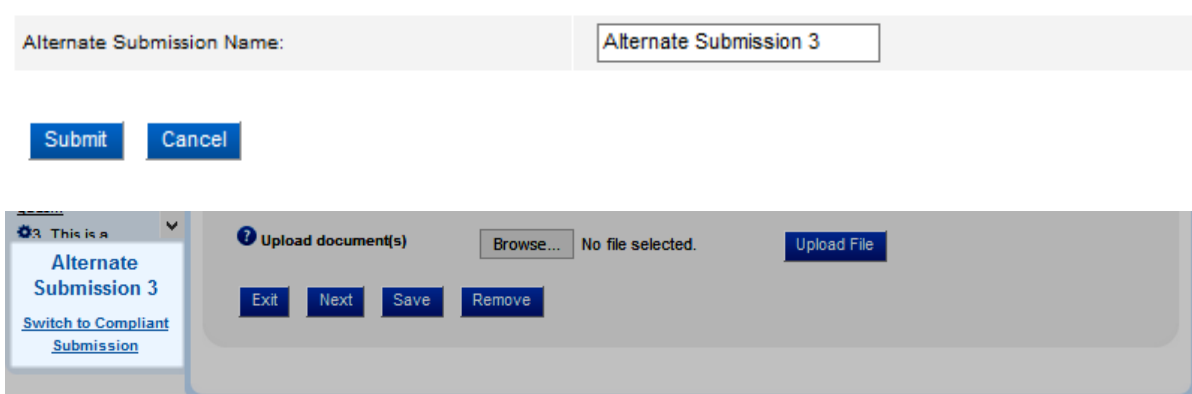 Alternate Submission Name:
Alternate Submission 3
Submit
Cancel
3. This is a
Alternate
Submission 3
Switch to Compliant
Submission
Upload document(s)
Browse...
No file selected.
Upload File
Exit
Next
Save
Remove